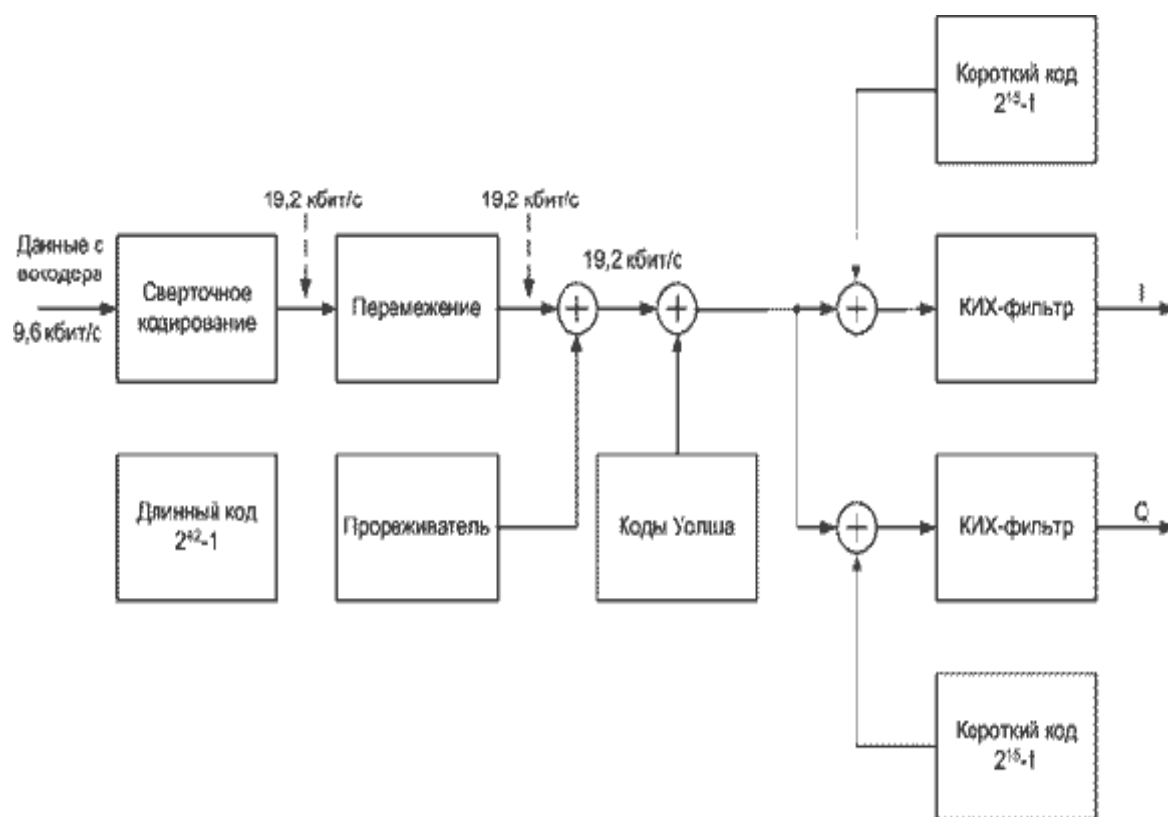 Короткий код
2¹⁵-1
19,2 кбит/с
19,2 кбит/с
Данные с
вокодера
9,6 кбит/с
Сверточное
кодирование
Перемежение
19,2 кбит/с
КИХ-фильтр
I
Длинный код
2⁴²-1
Прореживатель
Коды Уолша
КИХ-фильтр
Q
Короткий код
2¹⁵-1